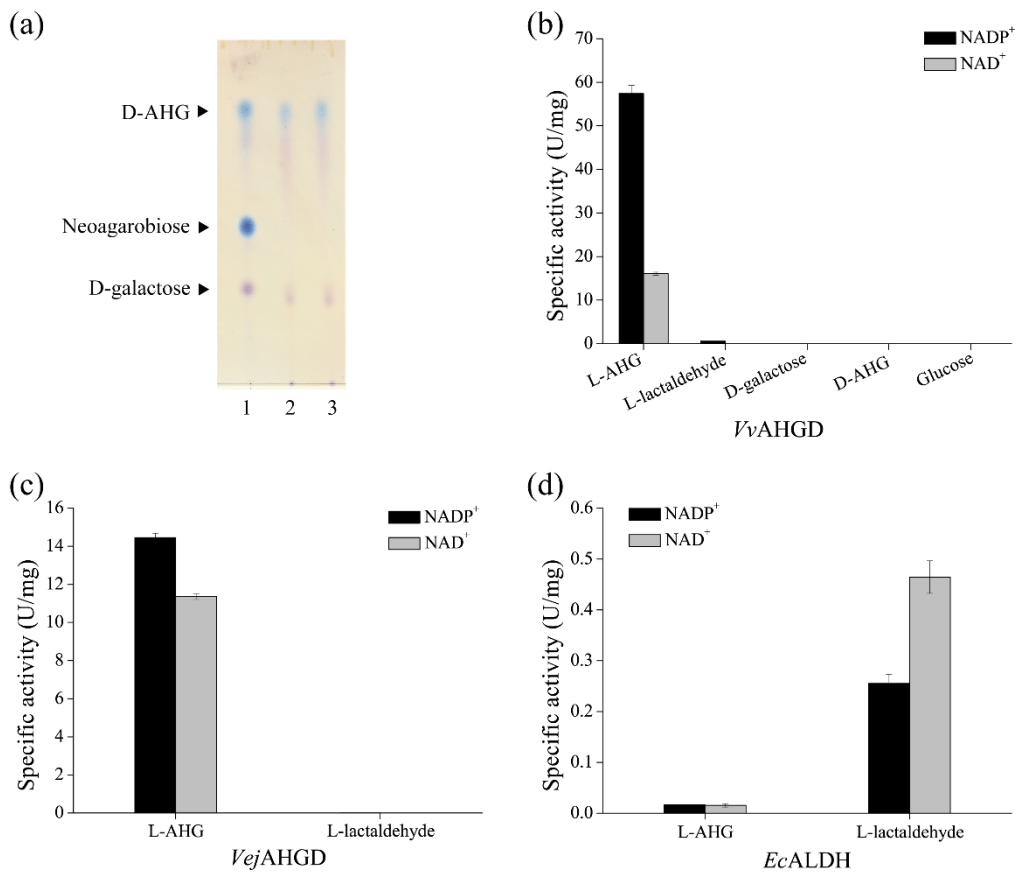 (a)
D-AHG
Neoagarobiose
D-galactose
1 2 3
(b)
Specific activity (U/mg)
70
60
50
40
30
20
10
0
NADP⁺
NAD⁺
L-AHG
L-lactaldehyde
D-galactose
D-AHG
Glucose
VvAHGD
(c)
Specific activity (U/mg)
16
14
12
10
8
6
4
2
0
NADP⁺
NAD⁺
L-AHG
L-lactaldehyde
VejAHGD
(d)
Specific activity (U/mg)
0.6
0.5
0.4
0.3
0.2
0.1
0.0
NADP⁺
NAD⁺
L-AHG
L-lactaldehyde
EcALDH